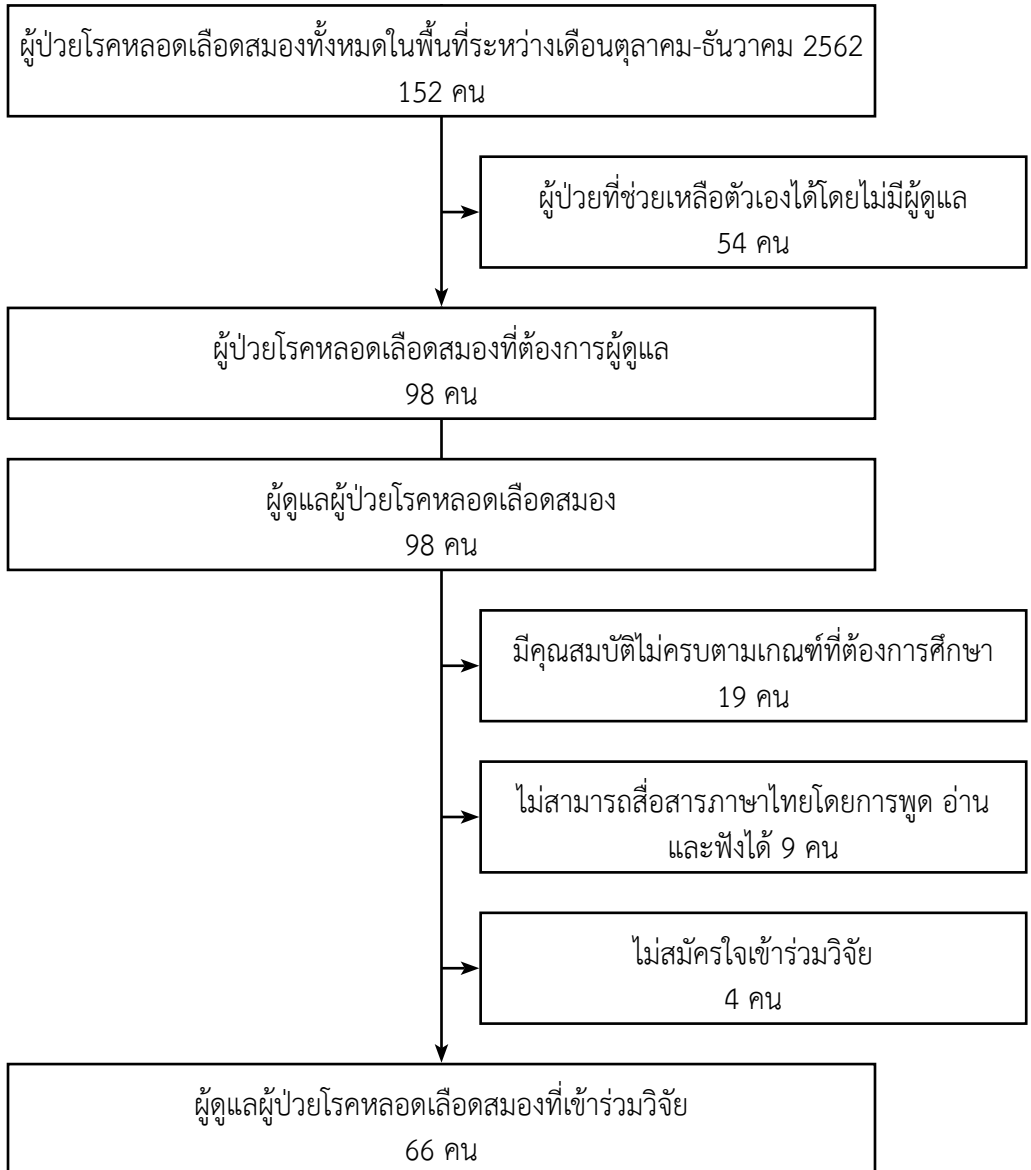 ผู้ป่วยโรคหลอดเลือดสมองทั้งหมดในพื้นที่ระหว่างเดือนตุลาคม-ธันวาคม 2562
152 คน
ผู้ป่วยที่ช่วยเหลือตัวเองได้โดยไม่มีผู้ดูแล
54 คน
ผู้ป่วยโรคหลอดเลือดสมองที่ต้องการผู้ดูแล
98 คน
ผู้ดูแลผู้ป่วยโรคหลอดเลือดสมอง
98 คน
มีคุณสมบัติไม่ครบตามเกณฑ์ที่ต้องการศึกษา
19 คน
ไม่สามารถสื่อสารภาษาไทยโดยการพูด อ่าน
และฟังได้ 9 คน
ไม่สมัครใจเข้าร่วมวิจัย
4 คน
ผู้ดูแลผู้ป่วยโรคหลอดเลือดสมองที่เข้าร่วมวิจัย
66 คน